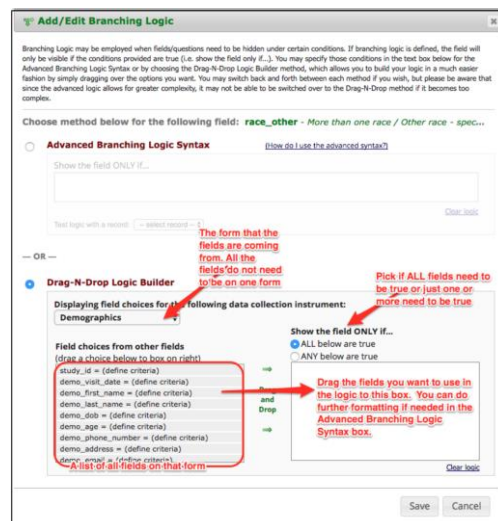 Add/Edit Branching Logic
Branching Logic may be employed when fields/questions need to be hidden under certain conditions. If branching logic is defined, the field will
only be visible if the conditions provided are true (i.e. show the field only if...). You may specify those conditions in the text box below for the
Advanced Branching Logic Syntax or by choosing the Drag-N-Drop Logic Builder method, which allows you to build your logic in a much easier
fashion by simply dragging over the options you want. You may switch back and forth between each method if you wish, but please be aware that
since the advanced logic allows for greater complexity, it may not be able to be switched over to the Drag-N-Drop method if it becomes too
complex.
Choose method below for the following field: race_other - More than one race / Other race - spec...
Advanced Branching Logic Syntax
(How do I use the advanced syntax?)
Show the field ONLY if...
Clear logic
Test logic with a record: -- select record --
The form that the
fields are coming
from. All the
fields do not need
to be on one form
— OR —
Pick if ALL fields need to
be true or just one or
more need to be true
Drag-N-Drop Logic Builder
Displaying field choices for the following data collection instrument:
Demographics
Show the field ONLY if...
ALL below are true
ANY below are true
Field choices from other fields
(drag a choice below to box on right)
study_id = (define criteria)
demo_visit_date = (define criteria)
demo_first_name = (define criteria)
demo_last_name = (define criteria)
demo_dob = (define criteria)
demo_age = (define criteria)
demo_phone_number = (define criteria)
demo_address = (define criteria)
demo_email = (define criteria)
A list of all fields on that form
Drag
and
Drop
Drag the fields you want to use in
the logic to this box. You can do
further formatting if needed in the
Advanced Branching Logic
Syntax box.
Clear logic
Save
Cancel